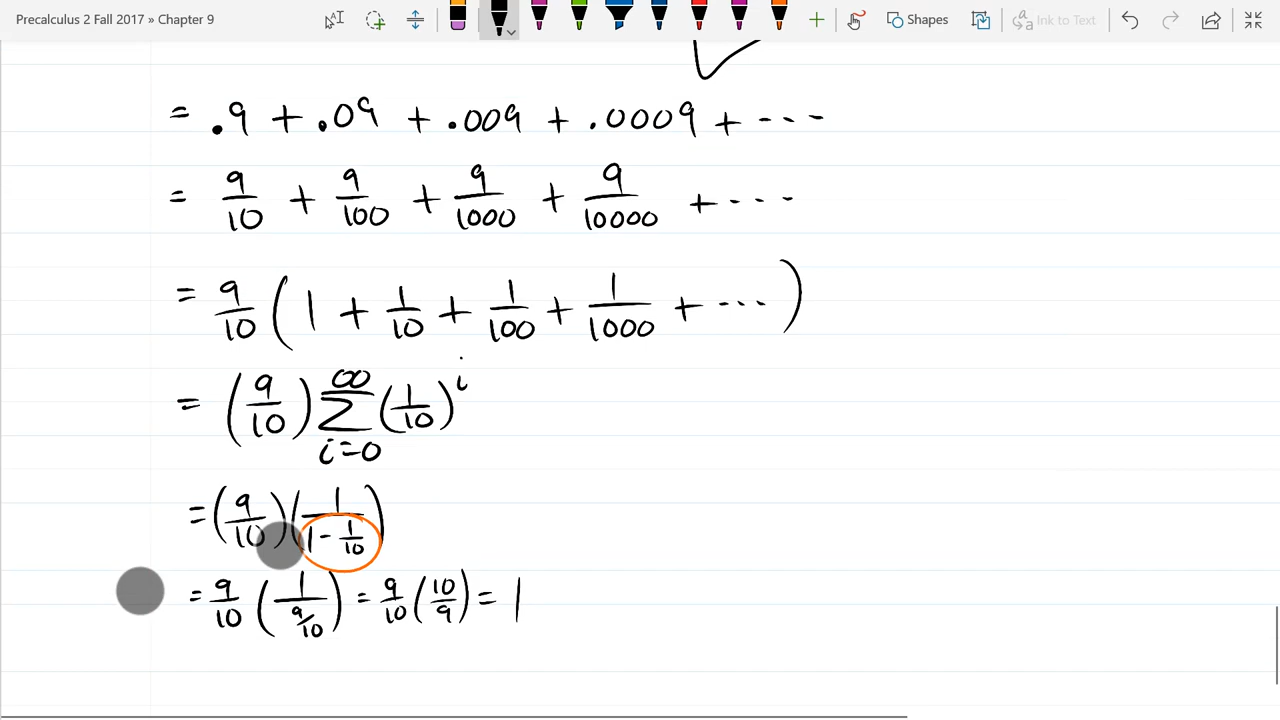 Precalculus 2 Fall 2017 » Chapter 9
Shapes
Ink to Text
= .9 + .09 + .009 + .0009 + ...
= 9/10 + 9/100 + 9/1000 + 9/10000 + ...
= 9/10 ( 1 + 1/10 + 1/100 + 1/1000 + ... )
= (9/10) ∞∑i=0 (1/10)^i
= (9/10)(1/(1 - 1/10))
= 9/10 (1/(9/10)) = 9/10 (10/9) = 1